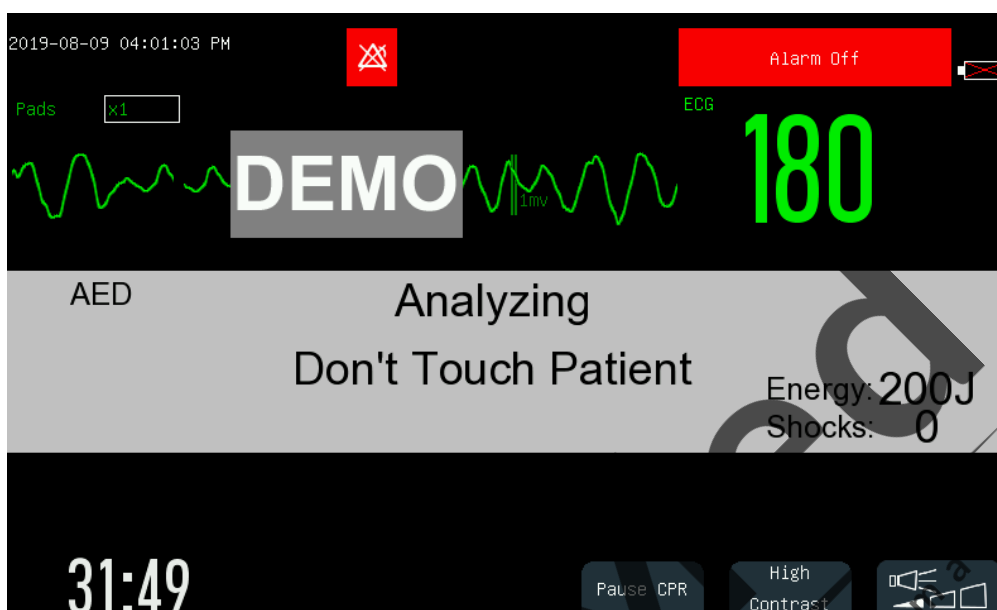 2019-08-09 04:01:03 PM
Alarm Off
Pads x1
ECG
180
DEMO
1mv
AED
Analyzing
Don't Touch Patient
Energy: 200J
Shocks: 0
31:49
Pause CPR
High
Contrast